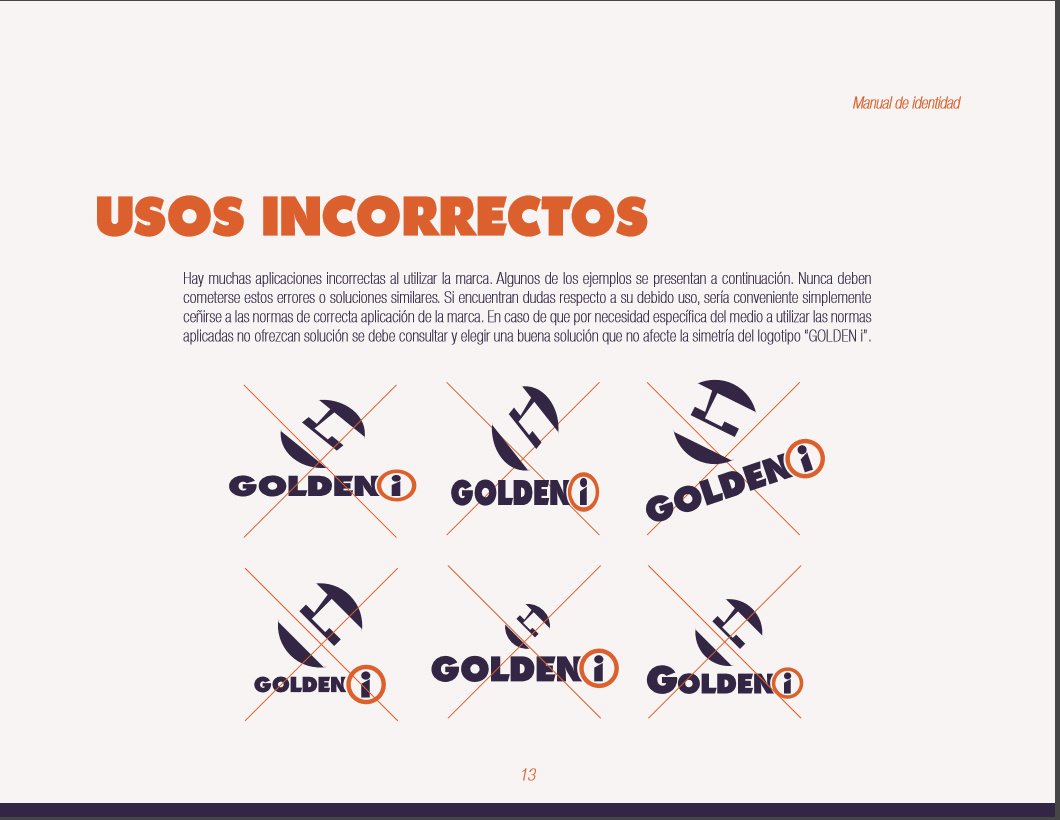 Manual de identidad
USOS INCORRECTOS
Hay muchas aplicaciones incorrectas al utilizar la marca. Algunos de los ejemplos se presentan a continuación. Nunca deben
cometerse estos errores o soluciones similares. Si encuentran dudas respecto a su debido uso, sería conveniente simplemente
ceñirse a las normas de correcta aplicación de la marca. En caso de que por necesidad específica del medio a utilizar las normas
aplicadas no ofrezcan solución se debe consultar y elegir una buena solución que no afecte la simetría del logotipo "GOLDEN i".
GOLDEN i
GOLDEN i
GOLDEN i
GOLDEN i
GOLDEN i
GOLDEN i
13